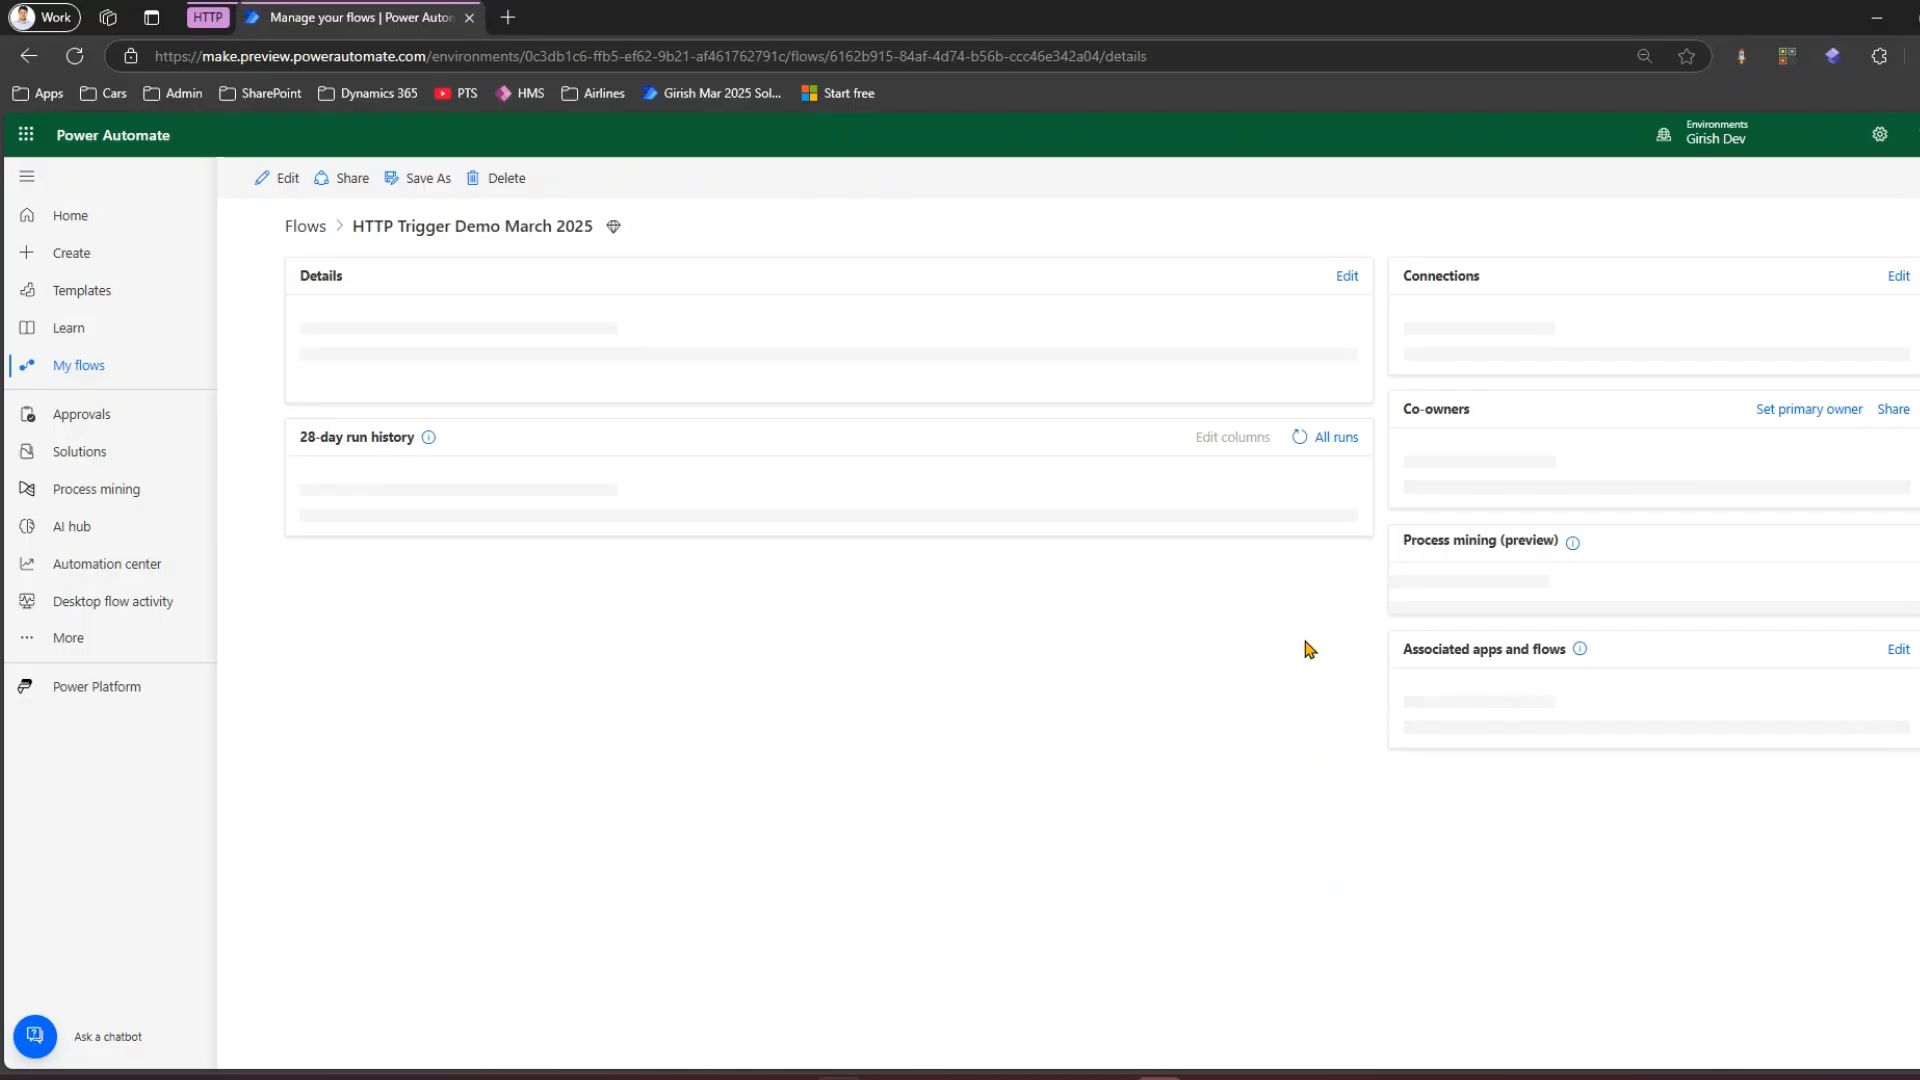 Work
HTTP
Manage your flows | Power Auto
https://make.preview.powerautomate.com/environments/0c3db1c6-ffb5-ef62-9b21-af461762791c/flows/6162b915-84af-4d74-b56b-ccc46e342a04/details
Apps
Cars
Admin
SharePoint
Dynamics 365
PTS
HMS
Airlines
Girish Mar 2025 Sol...
Start free
Power Automate
Environments
Girish Dev
Edit
Share
Save As
Delete
Home
Create
Templates
Learn
My flows
Approvals
Solutions
Process mining
AI hub
Automation center
Desktop flow activity
More
Power Platform
Ask a chatbot
Flows > HTTP Trigger Demo March 2025
Details
Edit
28-day run history
Edit columns
All runs
Connections
Edit
Co-owners
Set primary owner
Share
Process mining (preview)
Associated apps and flows
Edit